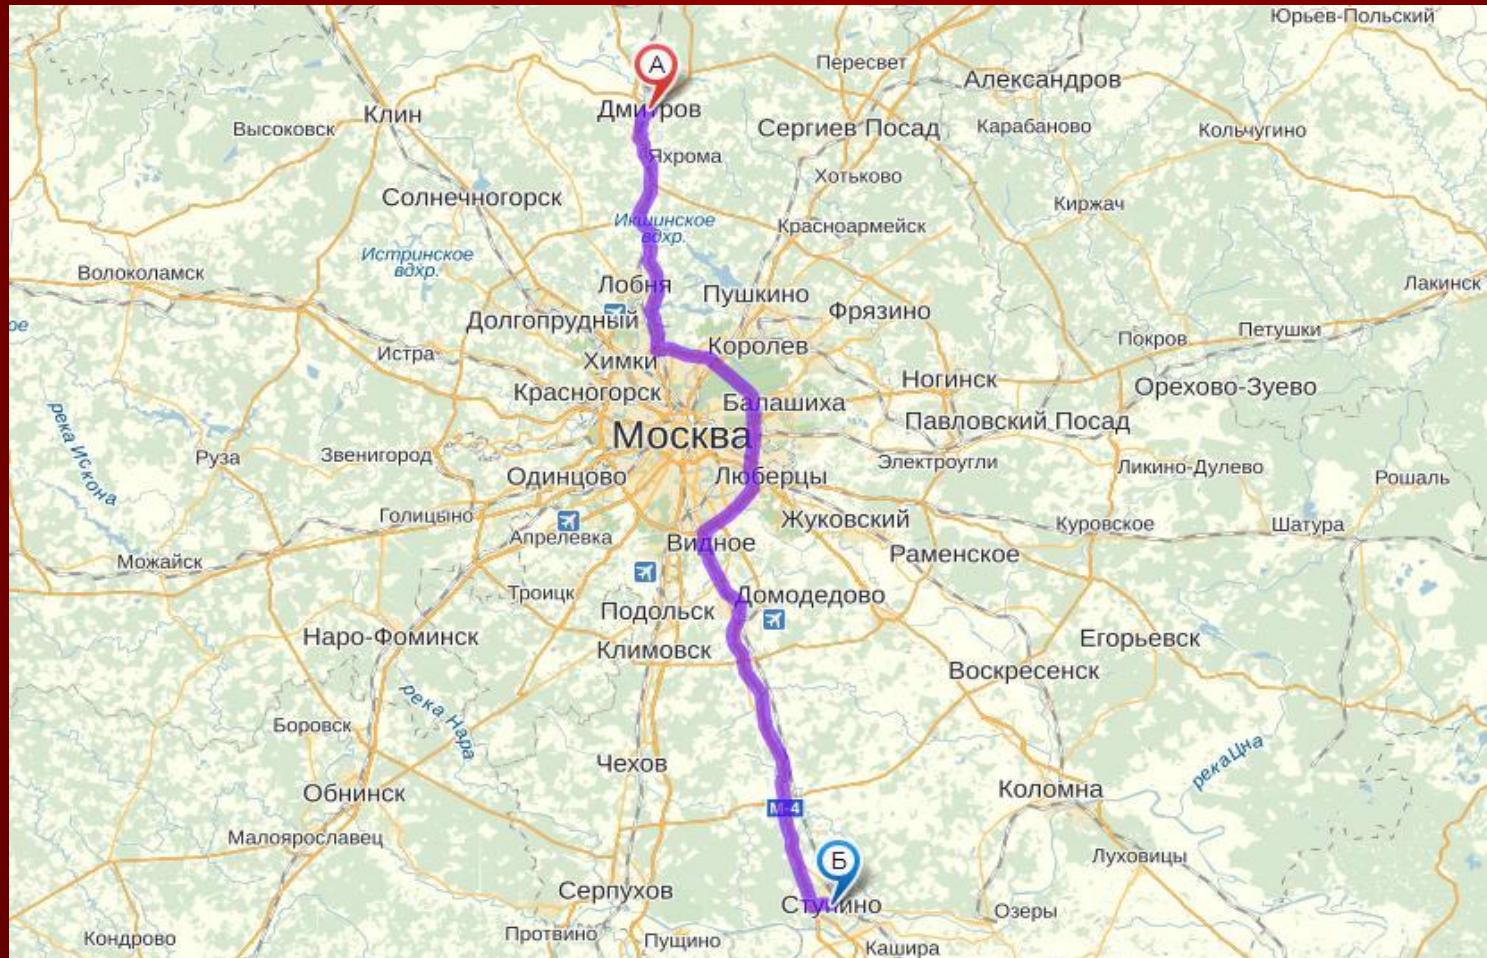 Юрьев-Польский
А
Пересвет
Александров
Клин
Дмитров
Высоковск
Сергиев Посад
Карабаново
Кольчугино
Яхрома
Хотьково
Солнечногорск
Киржач
Икшинское
вдхр.
Красноармейск
Истринское
вдхр.
Волоколамск
Лобня
Пушкино
Лакинск
Фрязино
ое
Долгопрудный
Петушки
Покров
Истра
Химки
Королев
Ногинск
Орехово-Зуево
Красногорск
Балашиха
Павловский Посад
река Искона
Москва
Руза
Звенигород
Электроугли
Ликино-Дулево
Одинцово
Люберцы
Рошаль
Голицыно
Жуковский
Куровское
Шатура
Апрелевка
Видное
Раменское
Можайск
Троицк
Домодедово
Подольск
Наро-Фоминск
Климовск
Егорьевск
Воскресенск
река Нара
Боровск
Чехов
река Цна
Обнинск
Коломна
М-4
Малоярославец
Луховицы
Б
Серпухов
Ступино
Озеры
Кондрово
Протвино
Пущино
Кашира